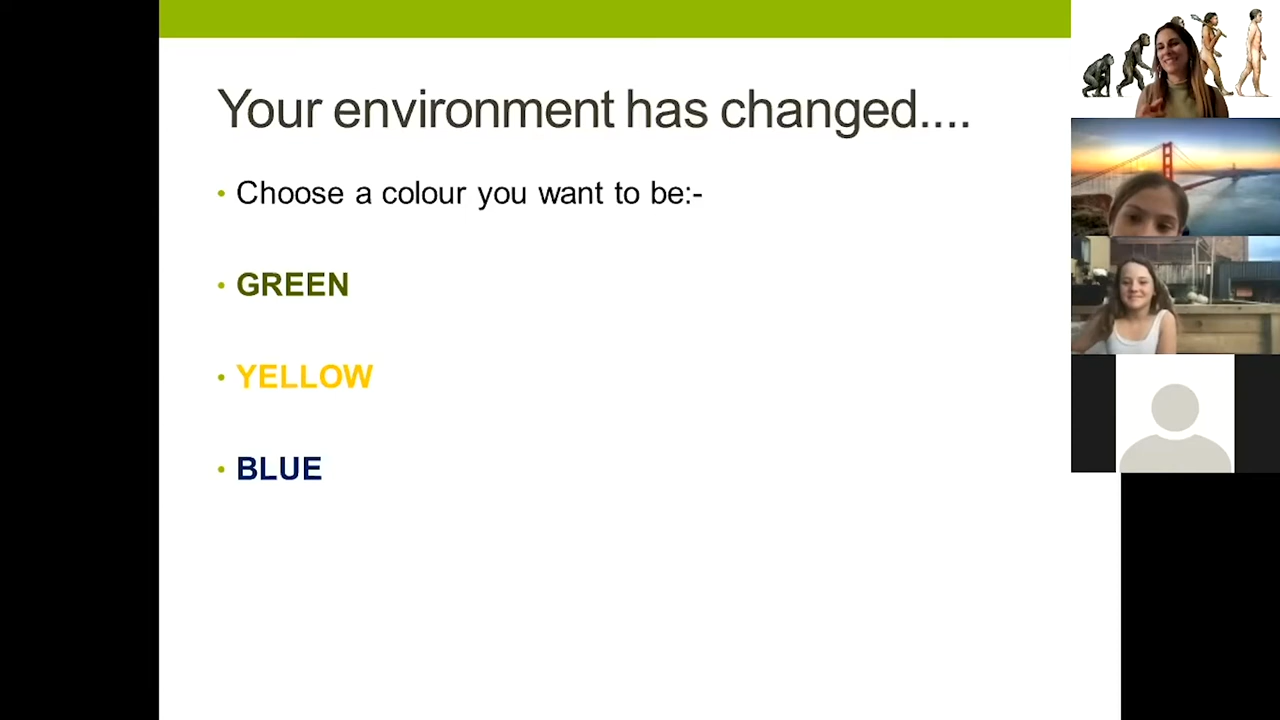 Your environment has changed....
Choose a colour you want to be:-
GREEN
YELLOW
BLUE